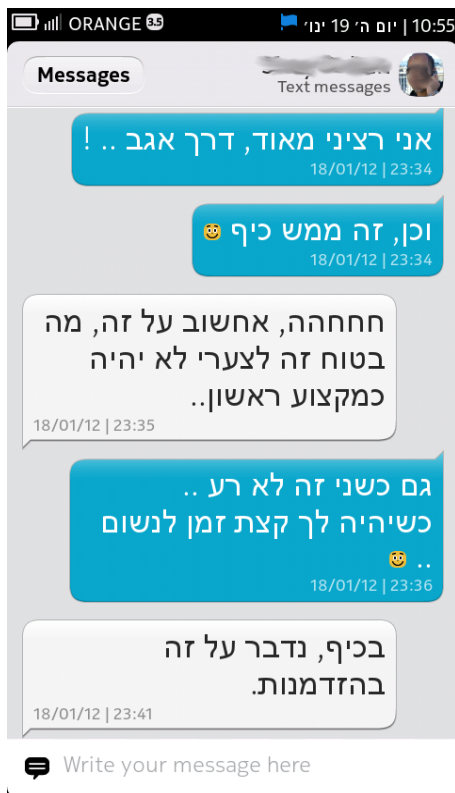 ORANGE 3.5
יום ה׳ 19 ינו׳ | 10:55
Messages
Text messages
אני רציני מאוד, דרך אגב .. !
18/01/12 | 23:34
וכן, זה ממש כיף
18/01/12 | 23:34
חחחהה, אחשוב על זה, מה
בטוח זה לצערי לא יהיה
כמקצוע ראשון..
18/01/12 | 23:35
גם כשני זה לא רע ..
כשיהיה לך קצת זמן לנשום
..
18/01/12 | 23:36
בכיף, נדבר על זה
בהזדמנות.
18/01/12 | 23:41
Write your message here